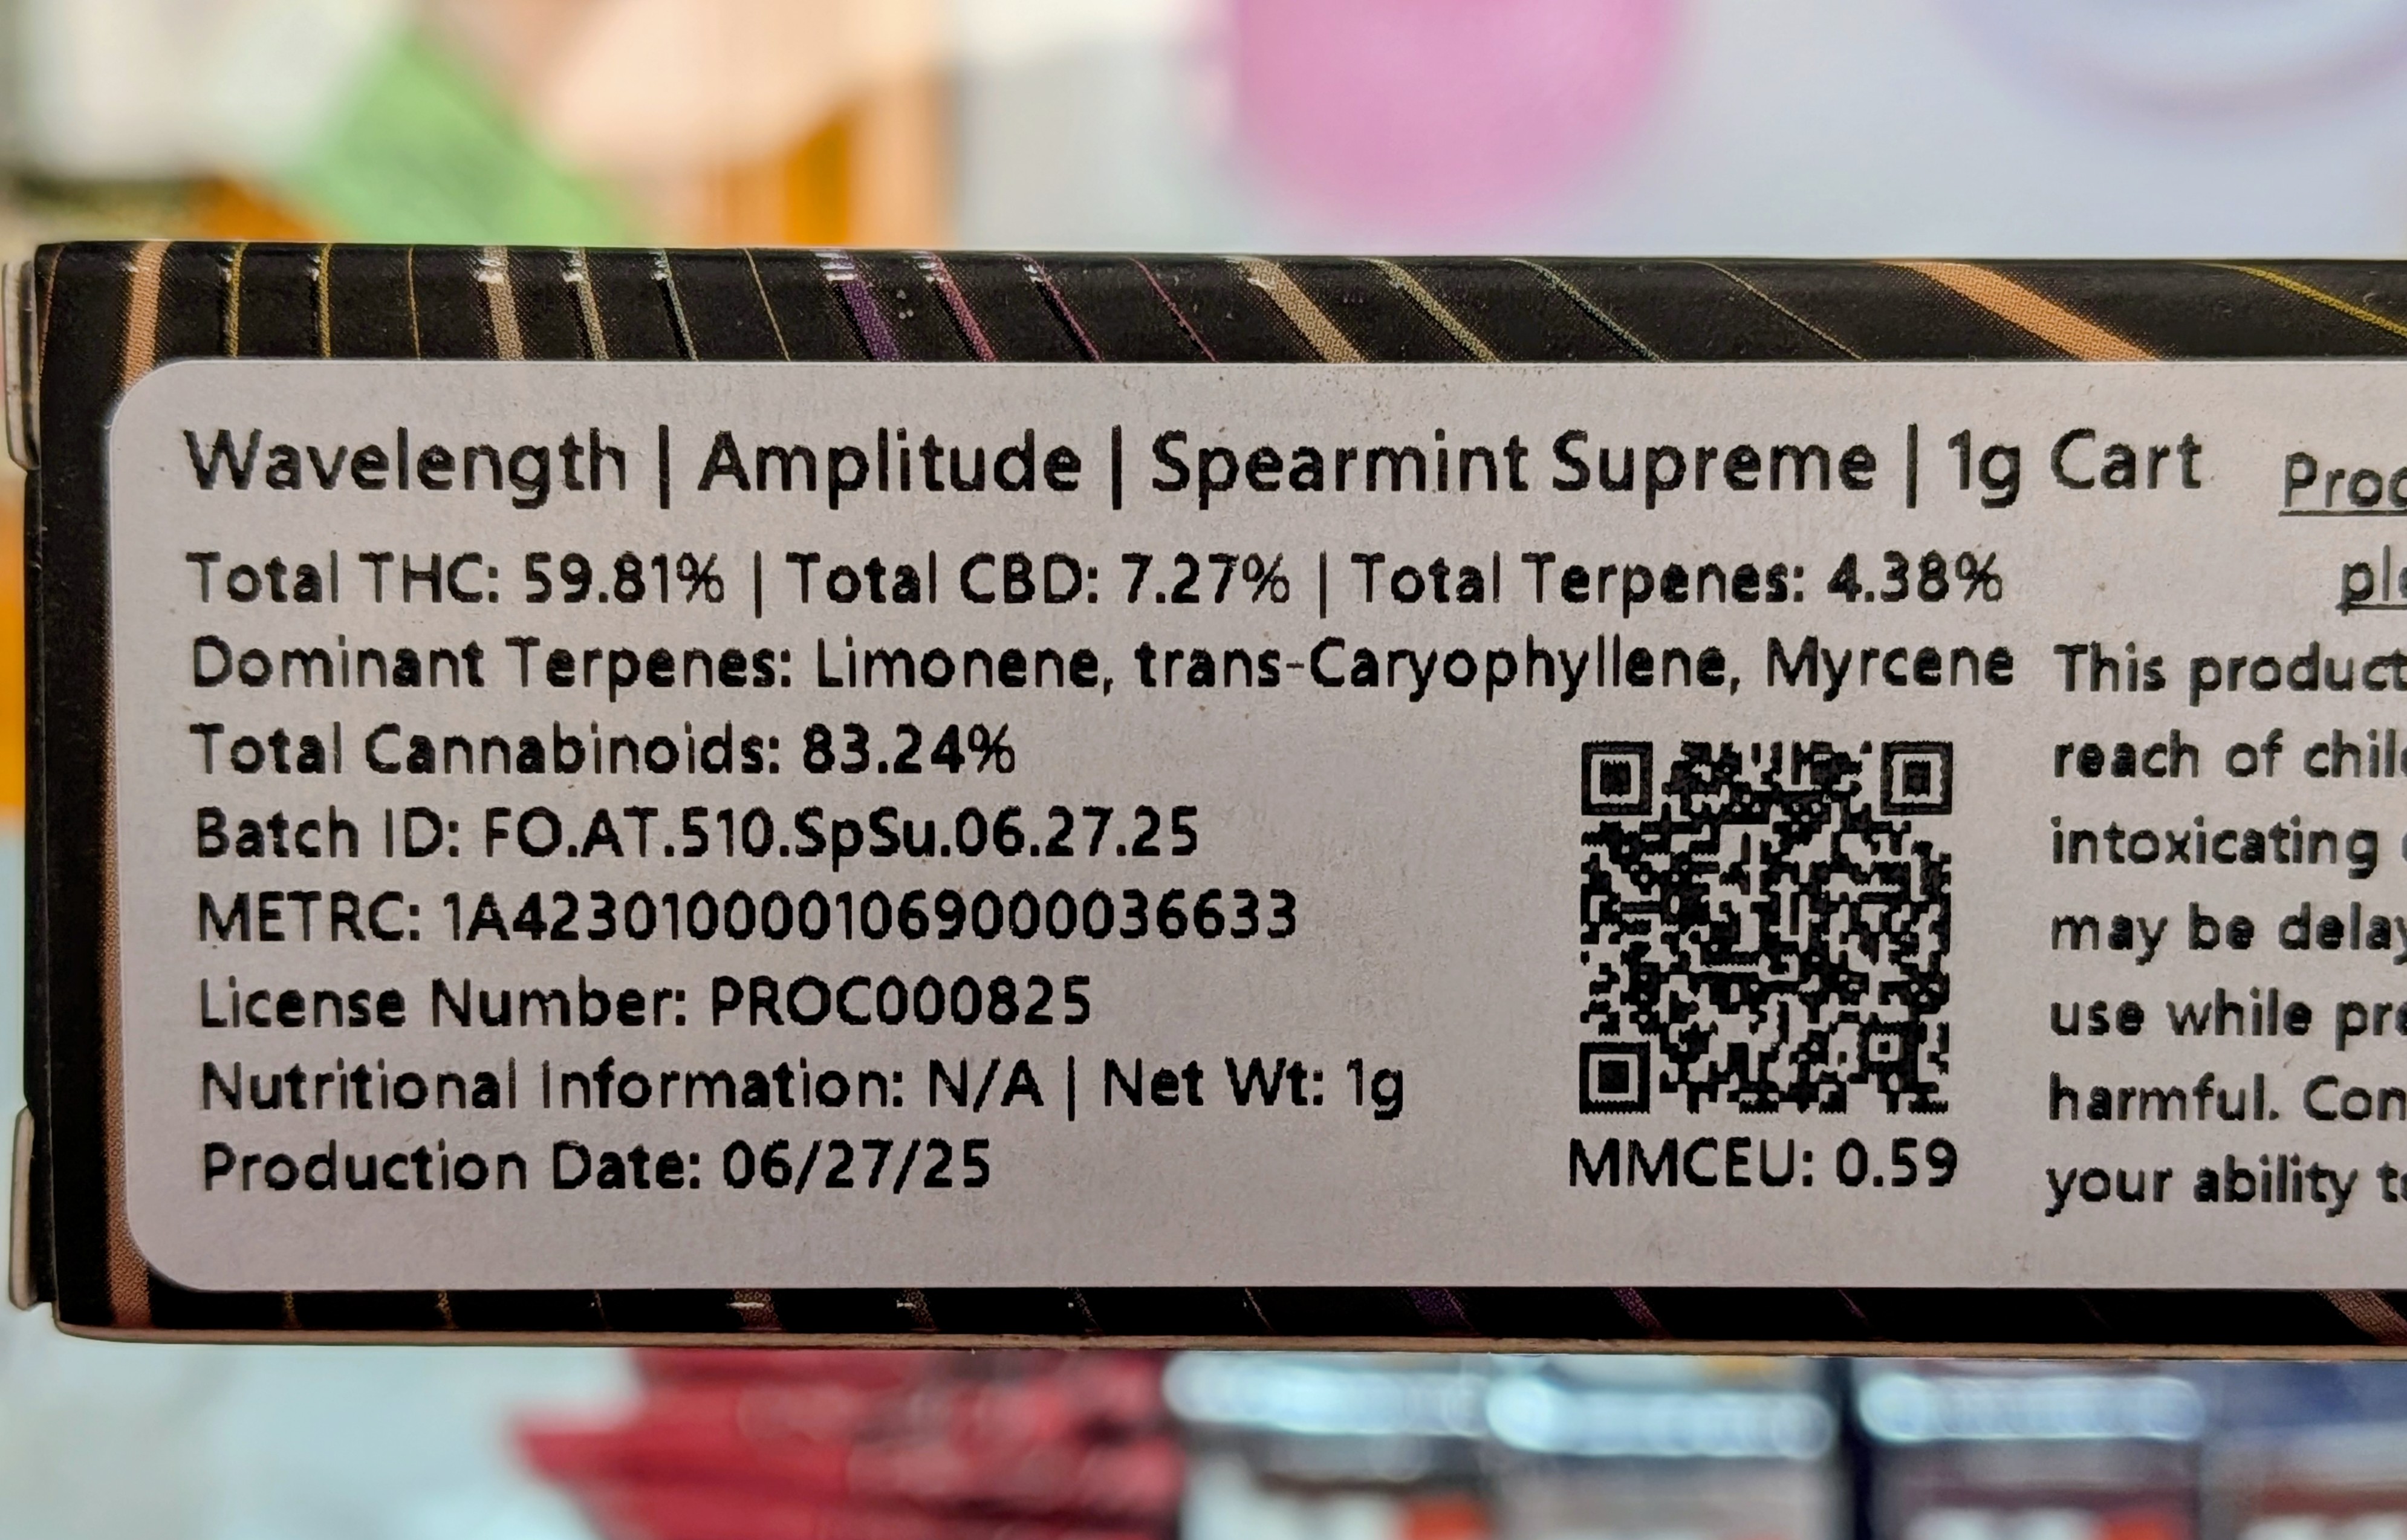 Wavelength | Amplitude | Spearmint Supreme | 1g Cart
Total THC: 59.81% | Total CBD: 7.27% | Total Terpenes: 4.38%
Dominant Terpenes: Limonene, trans-Caryophyllene, Myrcene
Total Cannabinoids: 83.24%
Batch ID: FO.AT.510.SpSu.06.27.25
METRC: 1A4230100001069000036633
License Number: PROC000825
Nutritional Information: N/A | Net Wt: 1g
Production Date: 06/27/25
MMCEU: 0.59
This product
reach of
intoxicating
may be
use while
harmful.
your ability